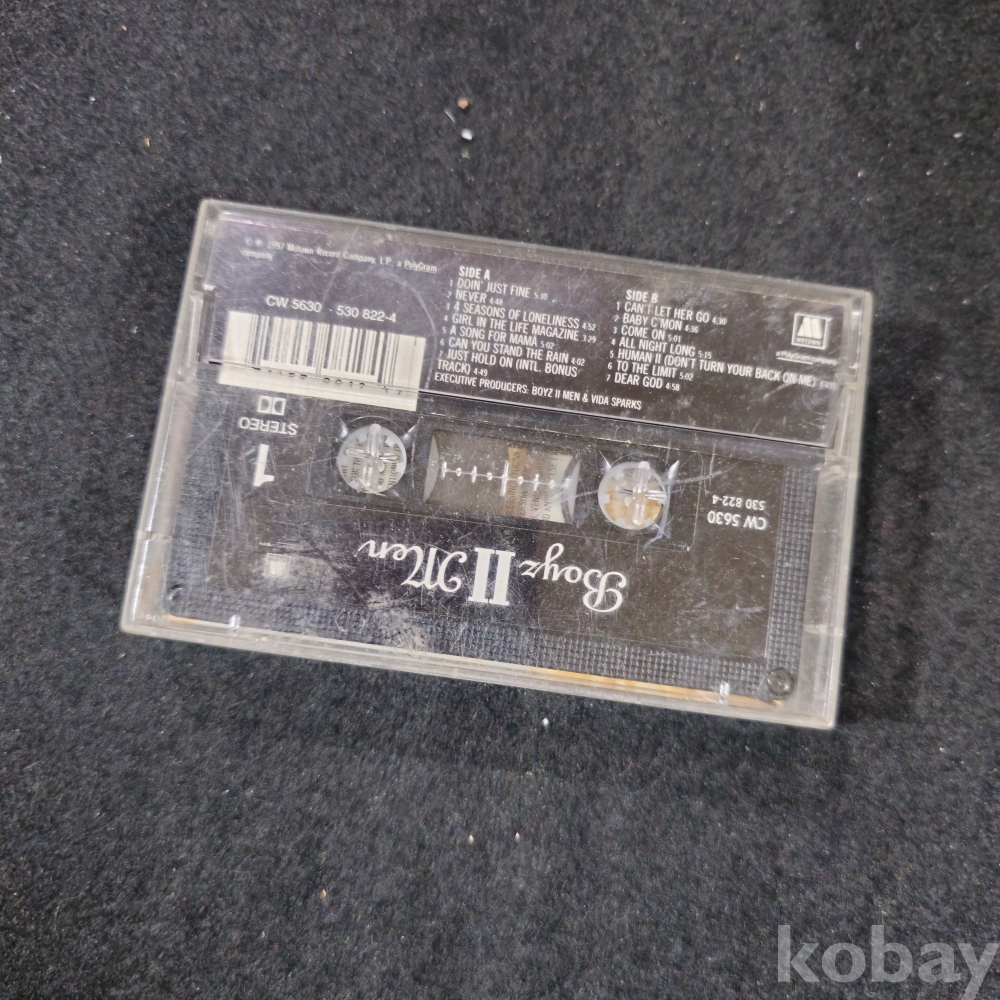 © ℗ 1997 Motown Record Company, L.P., a PolyGram
company
CW 5630 - 530 822-4
SIDE A
1 DOIN' JUST FINE 5:10
2 NEVER 4:48
3 4 SEASONS OF LONELINESS 4:52
4 GIRL IN THE LIFE MAGAZINE 3:29
5 A SONG FOR MAMA 5:02
6 CAN YOU STAND THE RAIN 4:02
7 JUST HOLD ON (INTL. BONUS
TRACK) 4:49
EXECUTIVE PRODUCERS: BOYZ II MEN & VIDA SPARKS
SIDE B
1 CAN'T LET HER GO 4:30
2 BABY C'MON 4:36
3 COME ON 5:01
4 ALL NIGHT LONG 5:15
5 HUMAN II (DON'T TURN YOUR BACK ON ME)
6 TO THE LIMIT 5:02
7 DEAR GOD 4:58
M
MOTOWN
a PolyGram company
STEREO
1
CW 5630
530 822-4
Boyz II Men
kobay